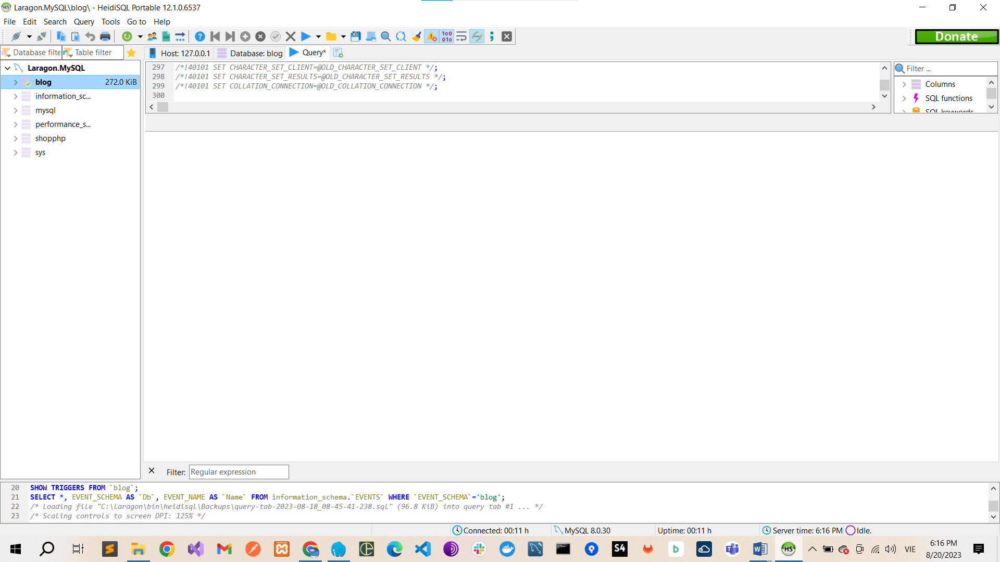 Laragon.MySQL\blog\ - HeidiSQL Portable 12.1.0.6537
File Edit Search Query Tools Go to Help
Donate
Database filte Table filter
Host: 127.0.0.1 Database: blog Query*
Laragon.MySQL
blog 272.0 KiB
information_sc...
mysql
performance_s...
shopphp
sys
297 /*!40101 SET CHARACTER_SET_CLIENT=@OLD_CHARACTER_SET_CLIENT */;
298 /*!40101 SET CHARACTER_SET_RESULTS=@OLD_CHARACTER_SET_RESULTS */;
299 /*!40101 SET COLLATION_CONNECTION=@OLD_COLLATION_CONNECTION */;
300
Filter ...
Columns
SQL functions
SQL keywords
Filter: Regular expression
20 SHOW TRIGGERS FROM `blog`;
21 SELECT *, EVENT_SCHEMA AS `Db`, EVENT_NAME AS `Name` FROM information_schema.`EVENTS` WHERE `EVENT_SCHEMA`='blog';
22 /* Loading file "C:\laragon\bin\heidisql\Backups\query-tab-2023-08-18_08-45-41-238.sql" (96.8 KiB) into query tab #1 ... */
23 /* Scaling controls to screen DPI: 125% */
Connected: 00:11 h MySQL 8.0.30 Uptime: 00:11 h Server time: 6:16 PM Idle.
S4
HS
VIE
6:16 PM
8/20/2023